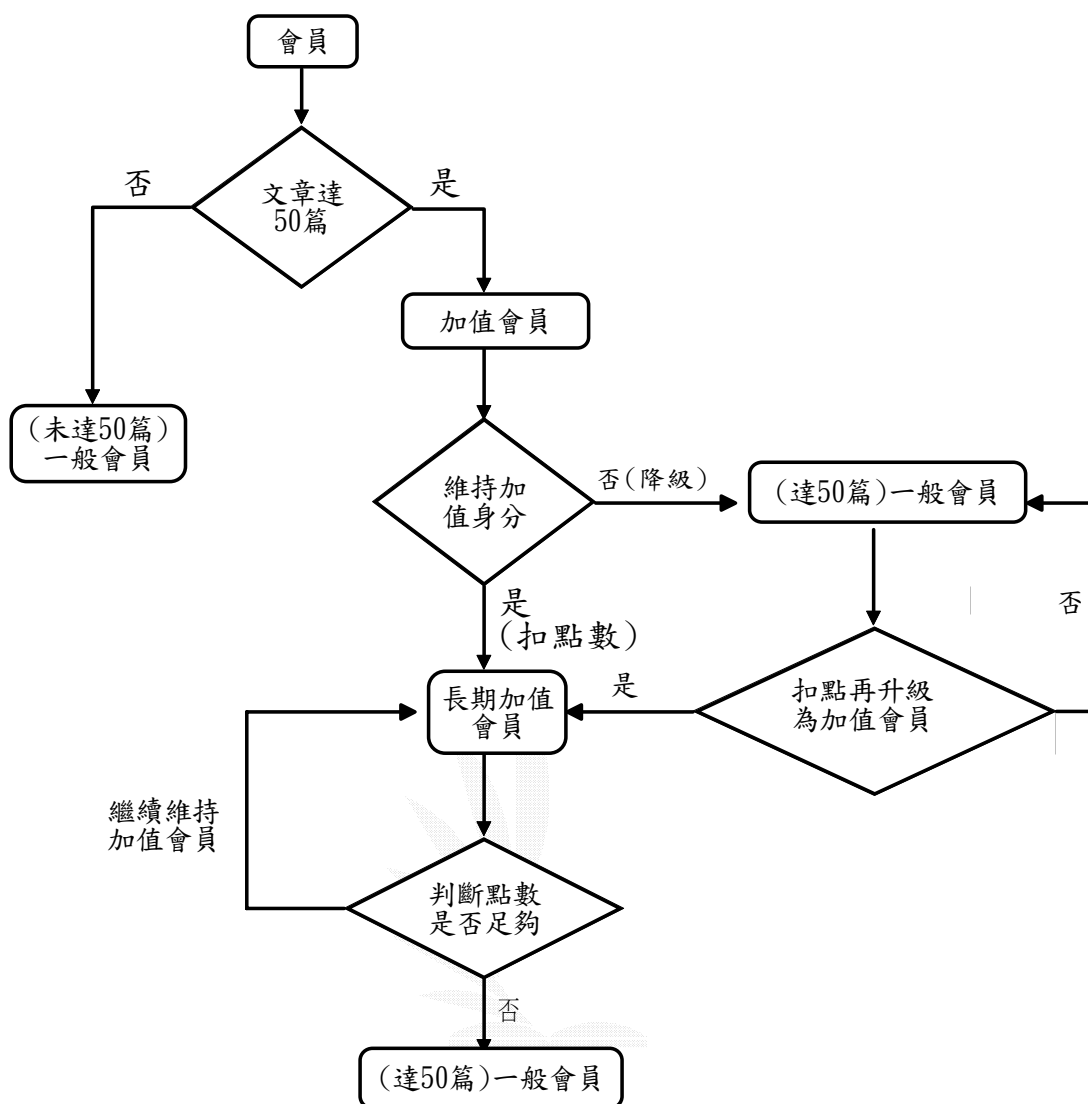 會員
否
是
文章達
50篇
加值會員
(未達50篇)
一般會員
維持加
值身分
否(降級)
(達50篇)一般會員
是
(扣點數)
否
長期加值
會員
是
扣點再升級
為加值會員
繼續維持
加值會員
判斷點數
是否足夠
否
(達50篇)一般會員